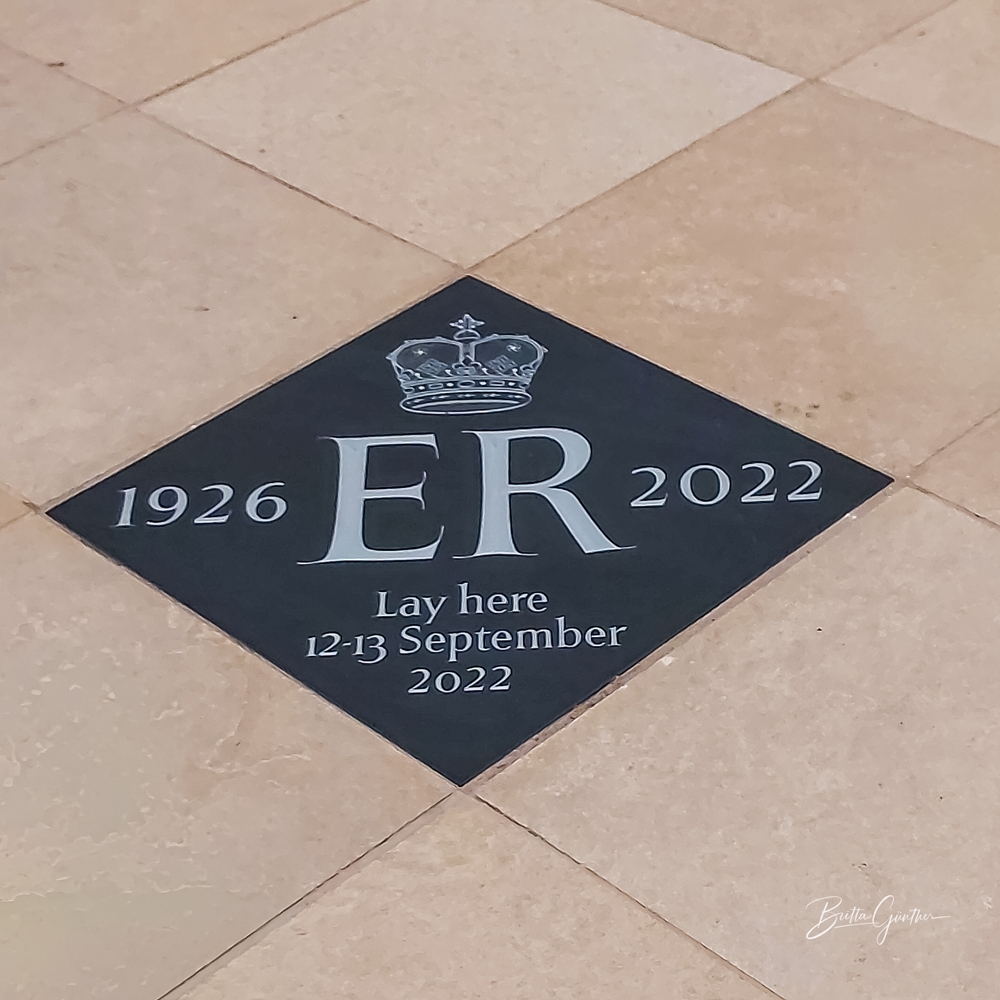 1926 ER 2022
Lay here
12-13 September
2022
Britta Günther